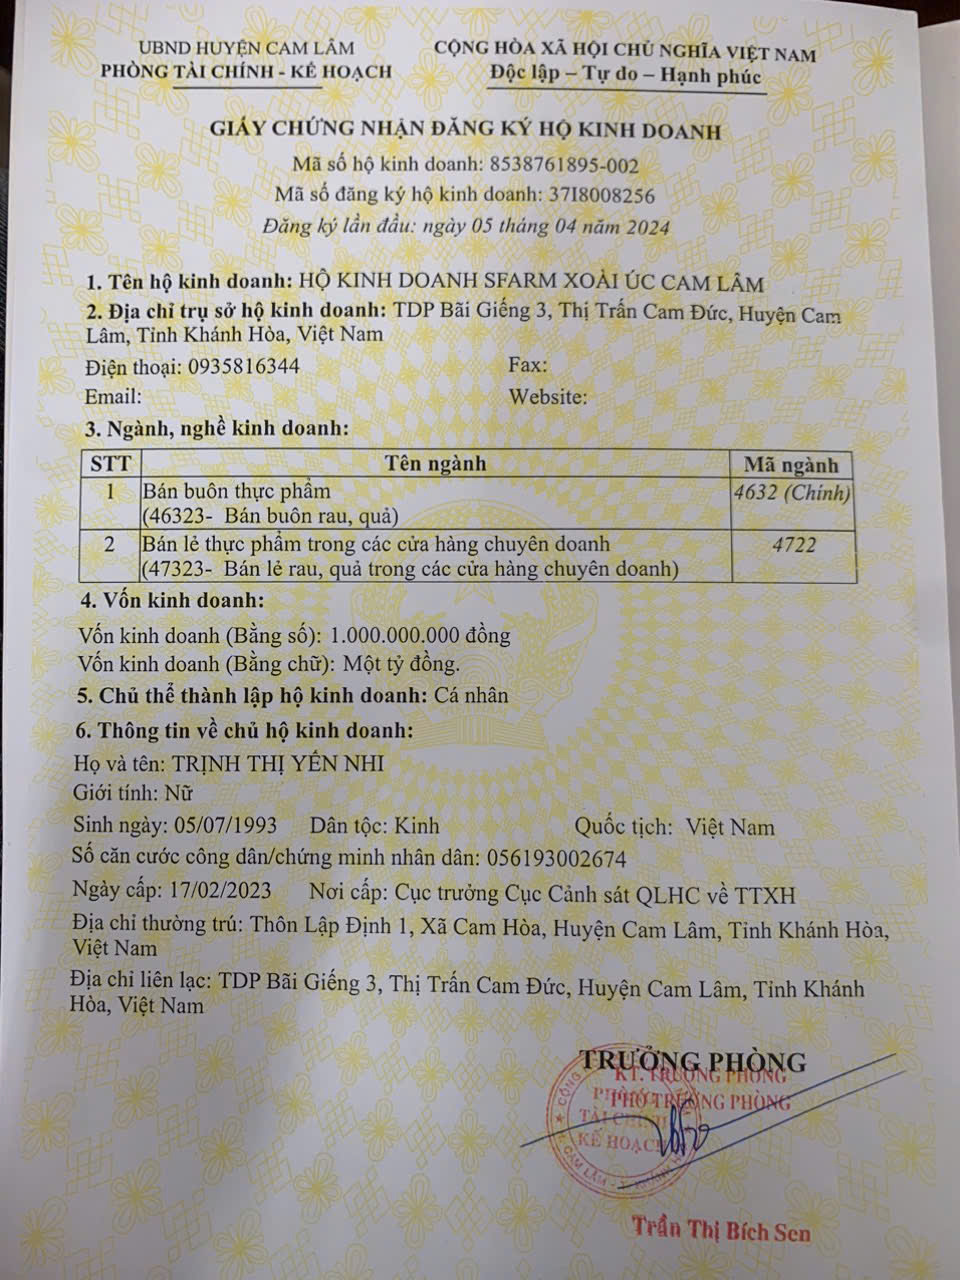 UBND HUYỆN CAM LÂM
PHÒNG TÀI CHÍNH - KẾ HOẠCH
CỘNG HÒA XÃ HỘI CHỦ NGHĨA VIỆT NAM
Độc lập – Tự do – Hạnh phúc
GIẤY CHỨNG NHẬN ĐĂNG KÝ HỘ KINH DOANH
Mã số hộ kinh doanh: 8538761895-002
Mã số đăng ký hộ kinh doanh: 37I8008256
Đăng ký lần đầu: ngày 05 tháng 04 năm 2024
1. Tên hộ kinh doanh: HỘ KINH DOANH SFARM XOÀI ÚC CAM LÂM
2. Địa chỉ trụ sở hộ kinh doanh: TDP Bãi Giếng 3, Thị Trấn Cam Đức, Huyện Cam
Lâm, Tỉnh Khánh Hòa, Việt Nam
Điện thoại: 0935816344 Fax:
Email: Website:
3. Ngành, nghề kinh doanh:
STT Tên ngành Mã ngành
1 Bán buôn thực phẩm 4632 (Chính)
(46323- Bán buôn rau, quả)
2 Bán lẻ thực phẩm trong các cửa hàng chuyên doanh 4722
(47323- Bán lẻ rau, quả trong các cửa hàng chuyên doanh)
4. Vốn kinh doanh:
Vốn kinh doanh (Bằng số): 1.000.000.000 đồng
Vốn kinh doanh (Bằng chữ): Một tỷ đồng.
5. Chủ thể thành lập hộ kinh doanh: Cá nhân
6. Thông tin về chủ hộ kinh doanh:
Họ và tên: TRỊNH THỊ YẾN NHI
Giới tính: Nữ
Sinh ngày: 05/07/1993 Dân tộc: Kinh Quốc tịch: Việt Nam
Số căn cước công dân/chứng minh nhân dân: 056193002674
Ngày cấp: 17/02/2023 Nơi cấp: Cục trưởng Cục Cảnh sát QLHC về TTXH
Địa chỉ thường trú: Thôn Lập Định 1, Xã Cam Hòa, Huyện Cam Lâm, Tỉnh Khánh Hòa,
Việt Nam
Địa chỉ liên lạc: TDP Bãi Giếng 3, Thị Trấn Cam Đức, Huyện Cam Lâm, Tỉnh Khánh
Hòa, Việt Nam
TRƯỞNG PHÒNG
KT. TRƯỞNG PHÒNG
PHÓ TRƯỞNG PHÒNG
PHÒNG
TÀI CHÍNH
KẾ HOẠCH
Trần Thị Bích Sen